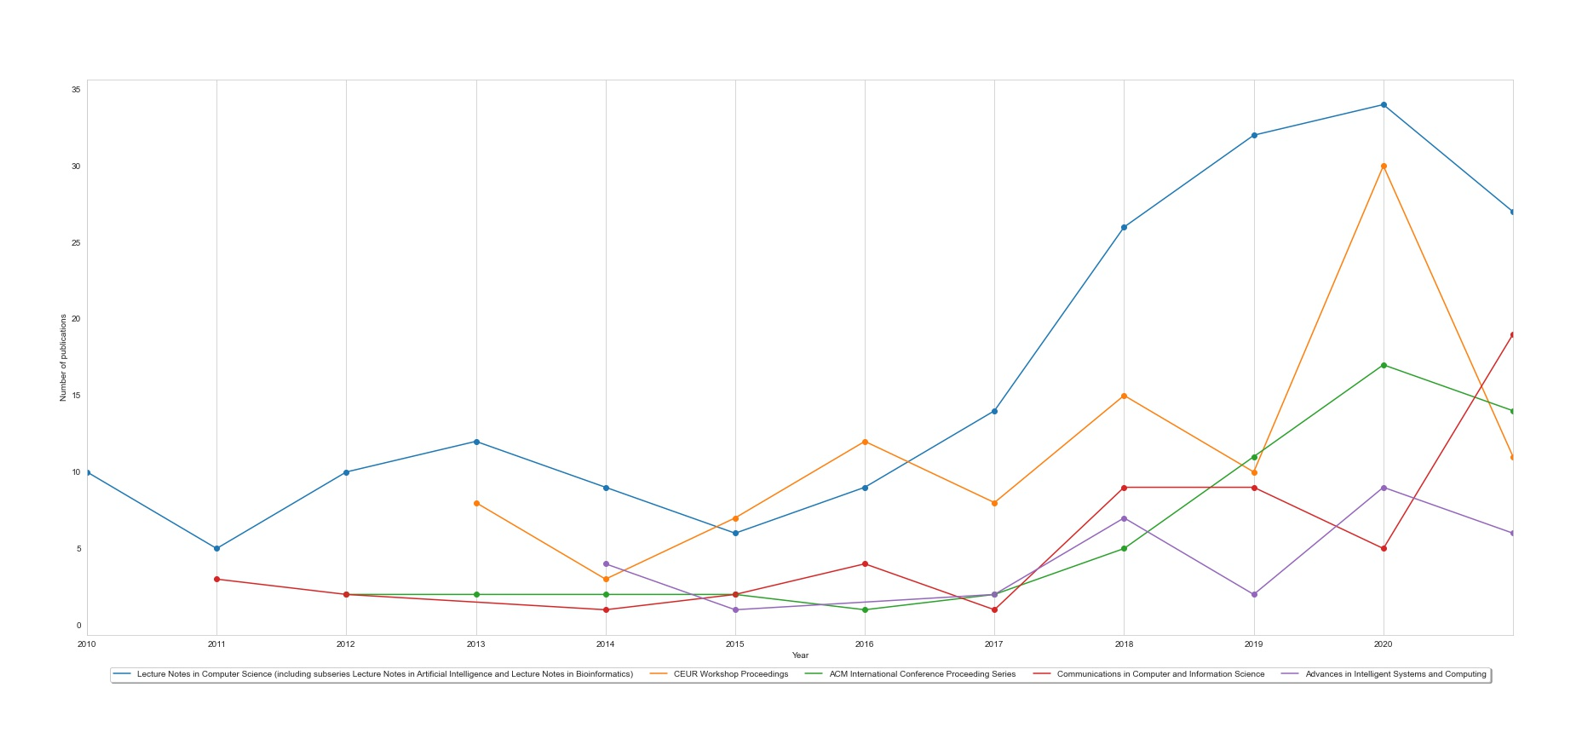 35
30
25
20
15
10
5
0
Number of publications
2010 2011 2012 2013 2014 2015 2016 2017 2018 2019 2020
Year
Lecture Notes in Computer Science (including subseries Lecture Notes in Artificial Intelligence and Lecture Notes in Bioinformatics) CEUR Workshop Proceedings ACM International Conference Proceeding Series Communications in Computer and Information Science Advances in Intelligent Systems and Computing